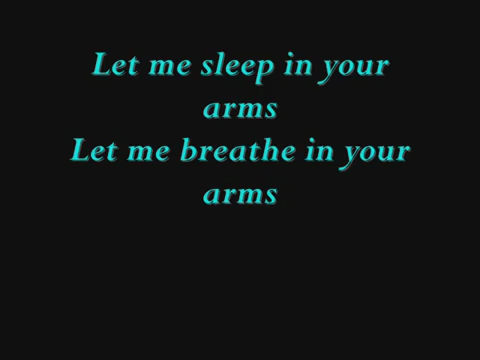 Let me sleep in your
arms
Let me breathe in your
arms